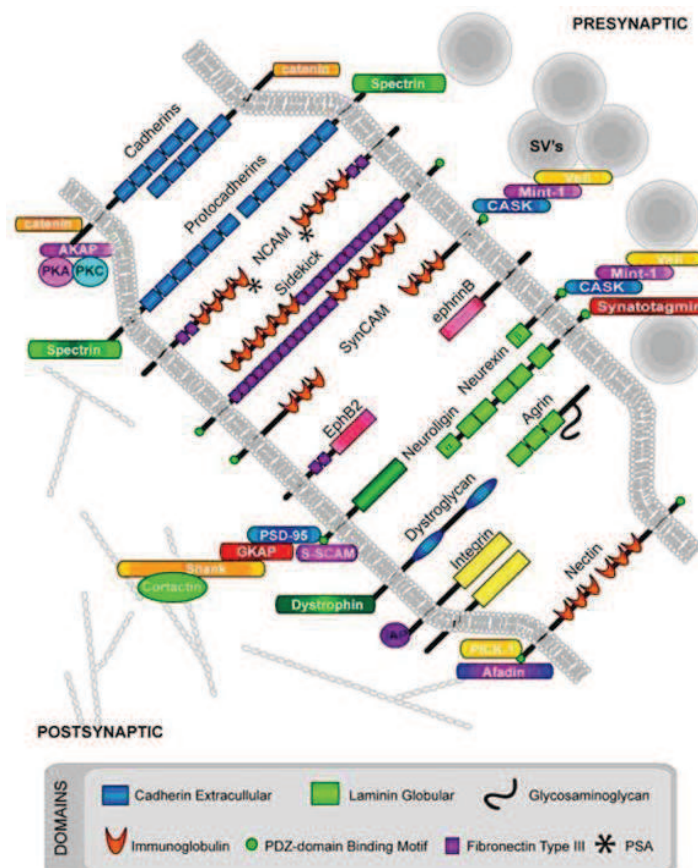 PRESYNAPTIC
catenin
Spectrin
Cadherins
SV's
Protocadherins
Veli
Mint-1
CASK
catenin
NCAM
AKAP
PKA
PKC
Sidekick
Veli
Mint-1
CASK
Synatotagmin
SynCAM
ephrinB
Spectrin
Neurexin
EphB2
Neuroligin
Agrin
PSD-95
GKAP
S-SCAM
Dystroglycan
Shank
Cortactin
Integrin
Nectin
Dystrophin
PICK-1
Afadin
POSTSYNAPTIC
DOMAINS
Cadherin Extracullular
Laminin Globular
Glycosaminoglycan
Immunoglobulin
PDZ-domain Binding Motif
Fibronectin Type III
PSA